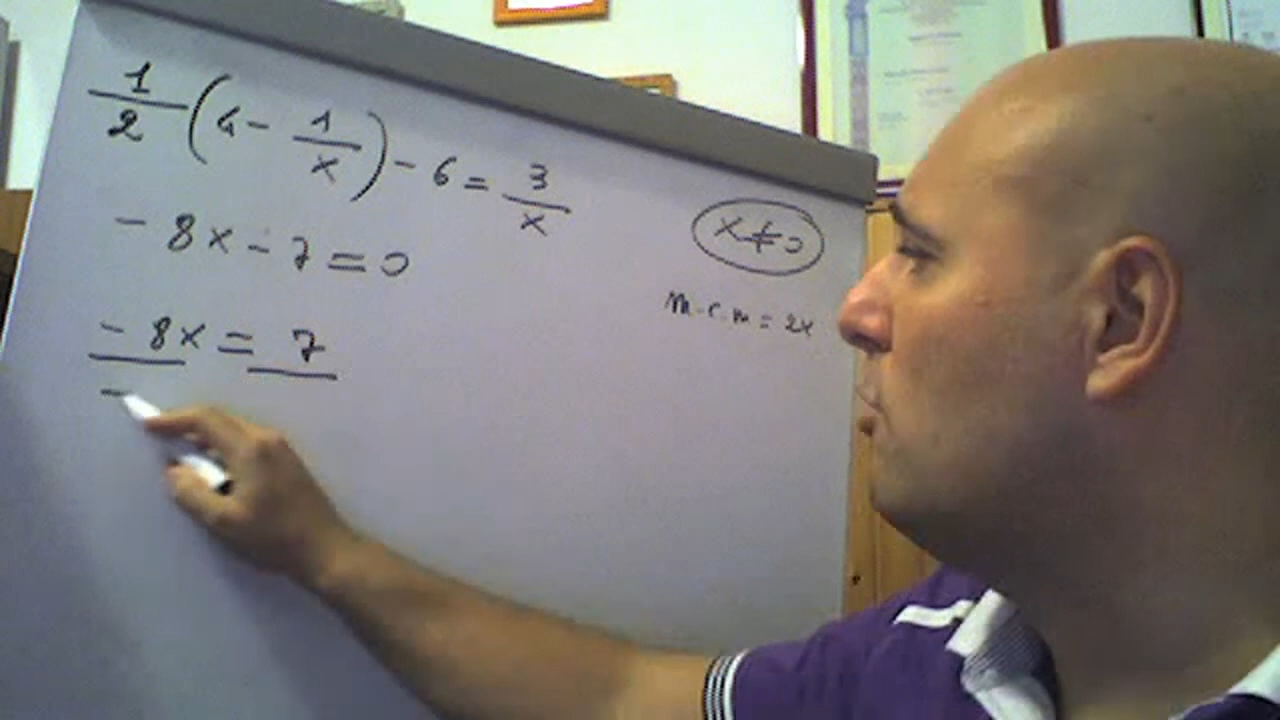 1/2 (4 - 1/x) - 6 = 3/x
- 8x - 7 = 0
x ≠ 0
m.c.m = 2x
- 8x = 7
-